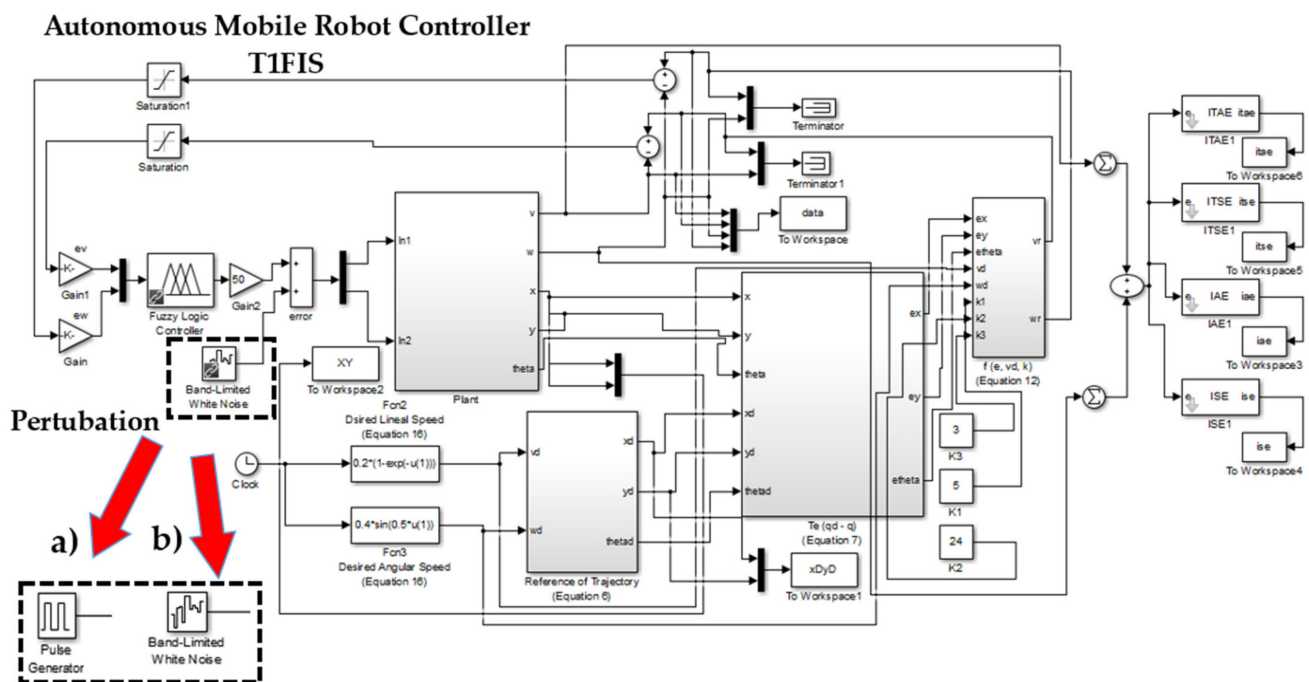 Autonomous Mobile Robot Controller
T1FIS
Saturation1
Saturation
ev
-K-
Gain1
ew
-K-
Gain
Fuzzy Logic
Controller
50
Gain2
+
+
error
Band-Limited
White Noise
Pertubation
a)
b)
Pulse
Generator
Band-Limited
White Noise
XY
To Workspace2
In1
In2
v
w
x
y
theta
Plant
Fcn2
Dsired Lineal Speed
(Equation 16)
0.2*(1-exp(-u(1)))
Clock
0.4*sin(0.5*u(1))
Fcn3
Desired Angular Speed
(Equation 16)
vd
wd
xd
yd
thetad
Reference of Trajectory
(Equation 6)
+
−
+
−
Terminator
Terminator1
data
To Workspace
x
y
theta
xd
yd
thetad
ex
ey
etheta
Te (qd - q)
(Equation 7)
xDyD
To Workspace1
ex
ey
etheta
vd
wd
k1
k2
k3
vr
wr
f (e, vd, k)
(Equation 12)
3
K3
5
K1
24
K2
Σ
+
+
Σ
e ITAE itae
ITAE1
itae
To Workspace6
e ITSE itse
ITSE1
itse
To Workspace5
e IAE iae
IAE1
iae
To Workspace3
e ISE ise
ISE1
ise
To Workspace4